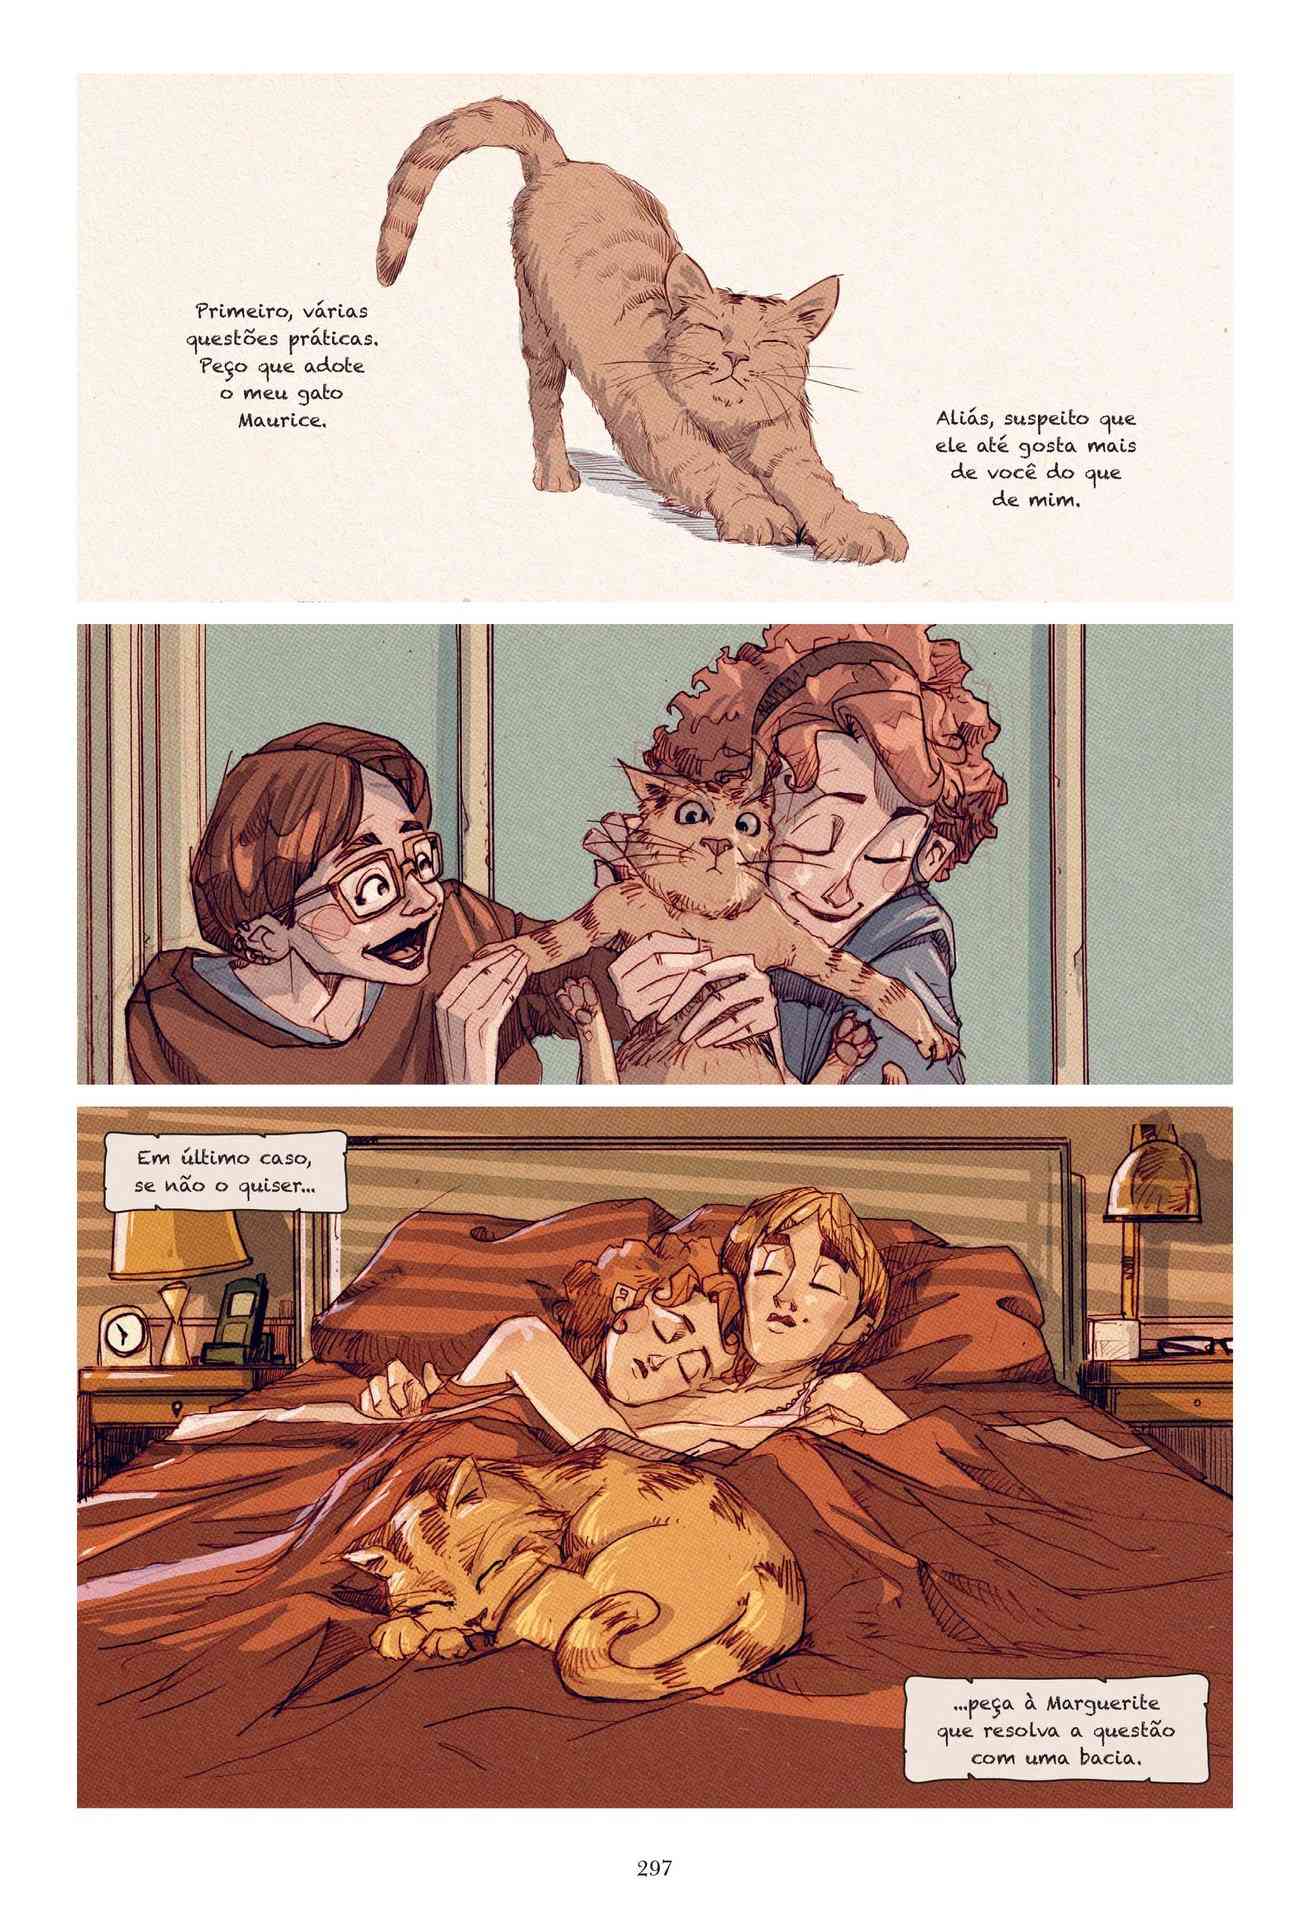 Primeiro, várias
questões práticas.
Peço que adote
o meu gato
Maurice.
Aliás, suspeito que
ele até gosta mais
de você do que
de mim.
Em último caso,
se não o quiser...
...peça à Marguerite
que resolva a questão
com uma bacia.
297